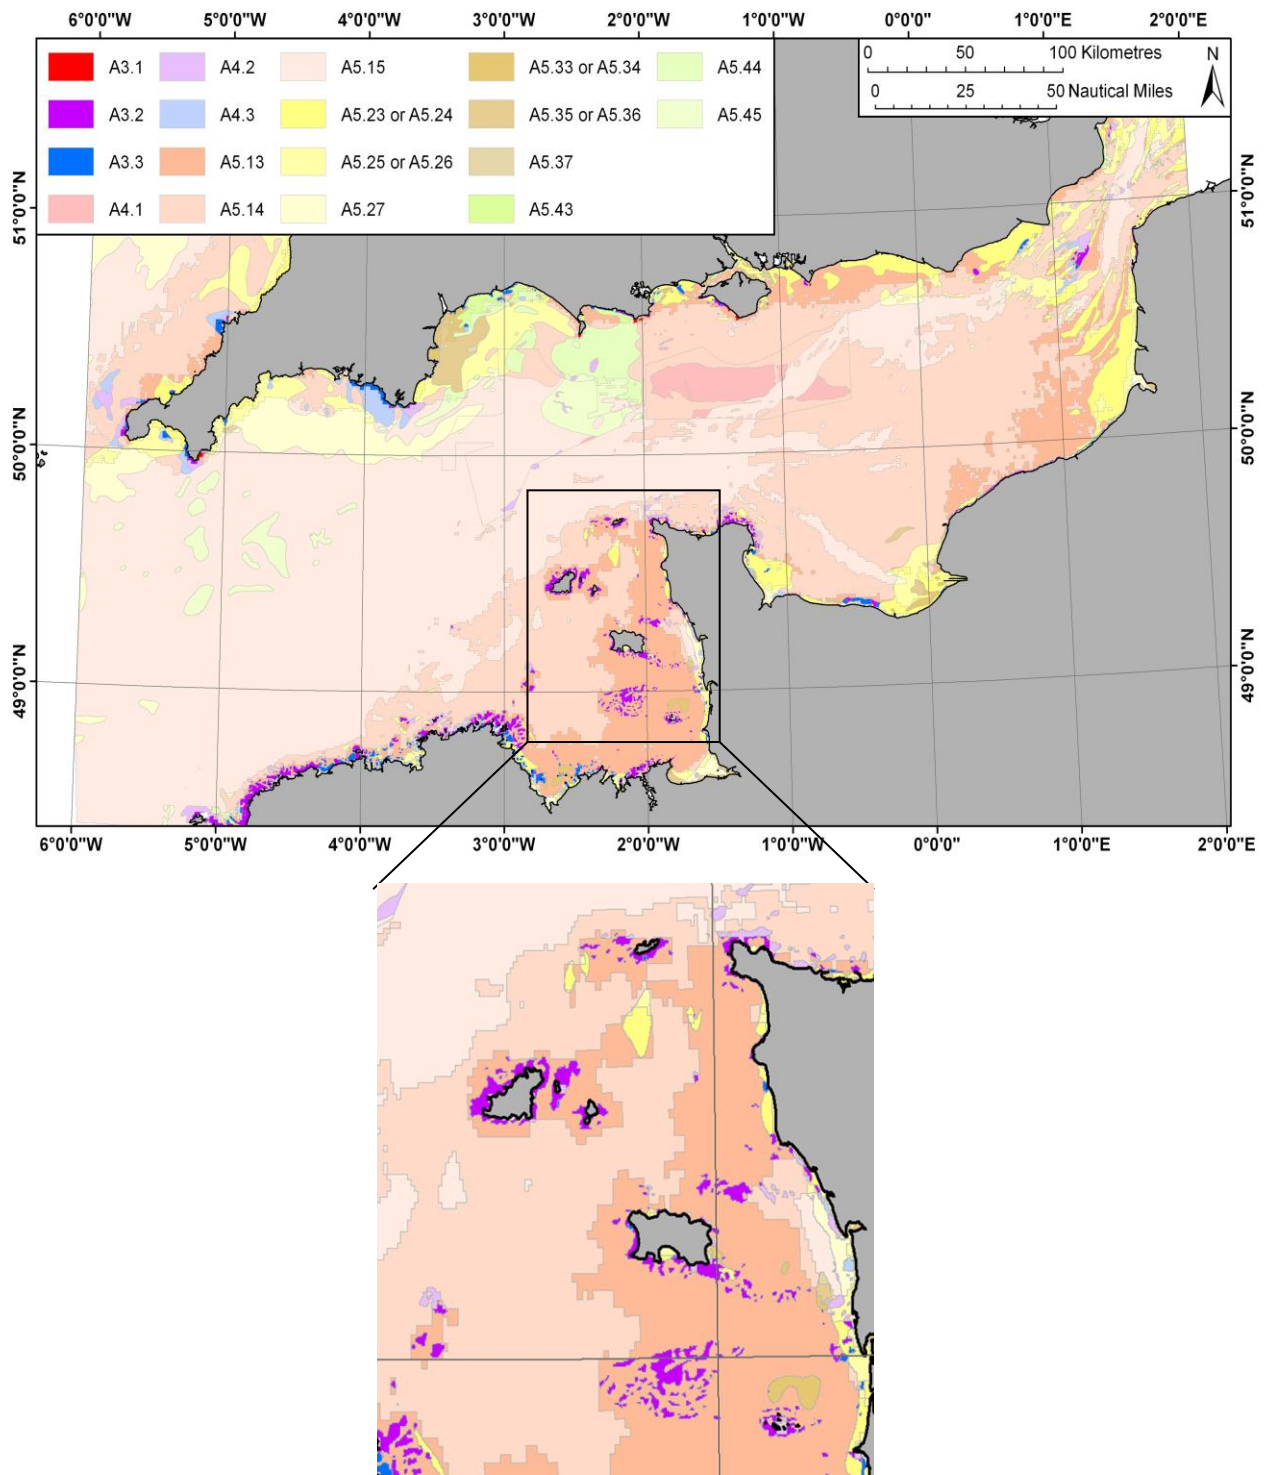 6°0'0"W 5°0'0"W 4°0'0"W 3°0'0"W 2°0'0"W 1°0'0"W 0°0'0" 1°0'0"E 2°0'0"E
A3.1 A4.2 A5.15 A5.33 or A5.34 A5.44
A3.2 A4.3 A5.23 or A5.24 A5.35 or A5.36 A5.45
A3.3 A5.13 A5.25 or A5.26 A5.37
A4.1 A5.14 A5.27 A5.43
0 50 100 Kilometres
0 25 50 Nautical Miles
N
51°0'0"N 51°0'0"N
50°0'0"N 50°0'0"N
49°0'0"N 49°0'0"N
6°0'0"W 5°0'0"W 4°0'0"W 3°0'0"W 2°0'0"W 1°0'0"W 0°0'0" 1°0'0"E 2°0'0"E